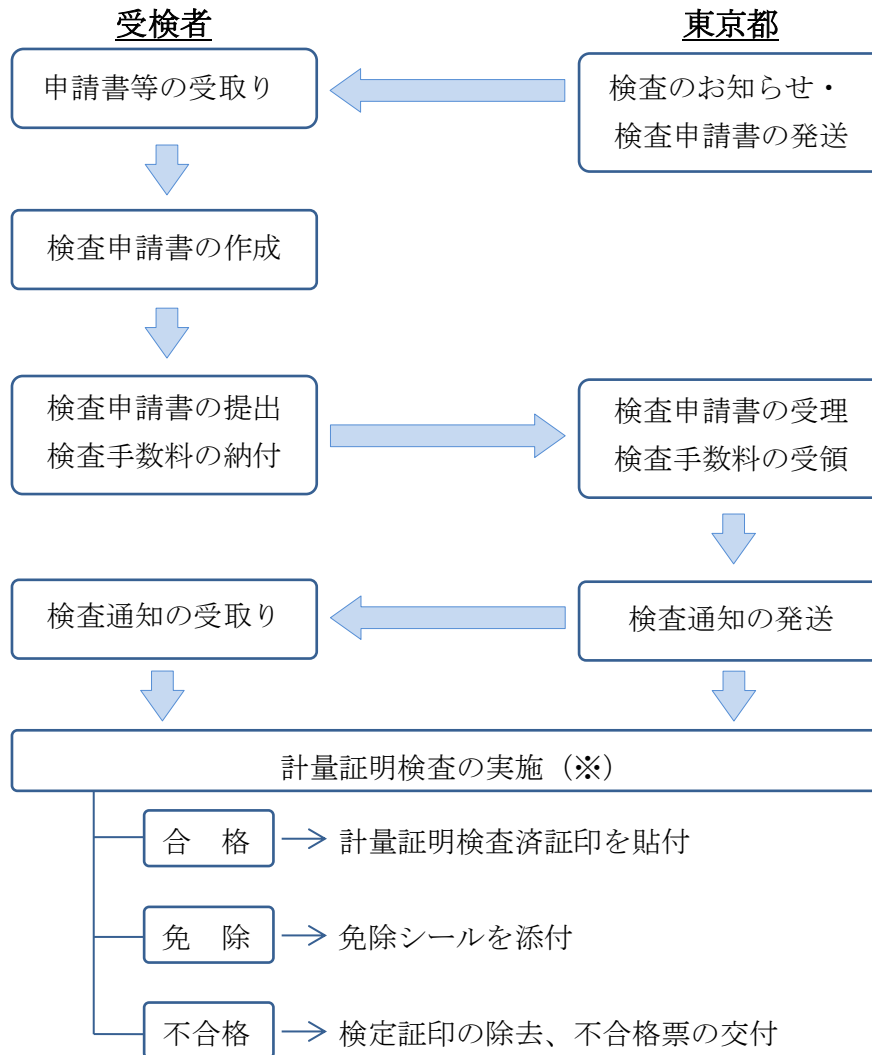 受検者
東京都
申請書等の受取り
検査のお知らせ・
検査申請書の発送
検査申請書の作成
検査申請書の提出
検査手数料の納付
検査申請書の受理
検査手数料の受領
検査通知の受取り
検査通知の発送
計量証明検査の実施（※）
合　格
計量証明検査済証印を貼付
免　除
免除シールを添付
不合格
検定証印の除去、不合格票の交付